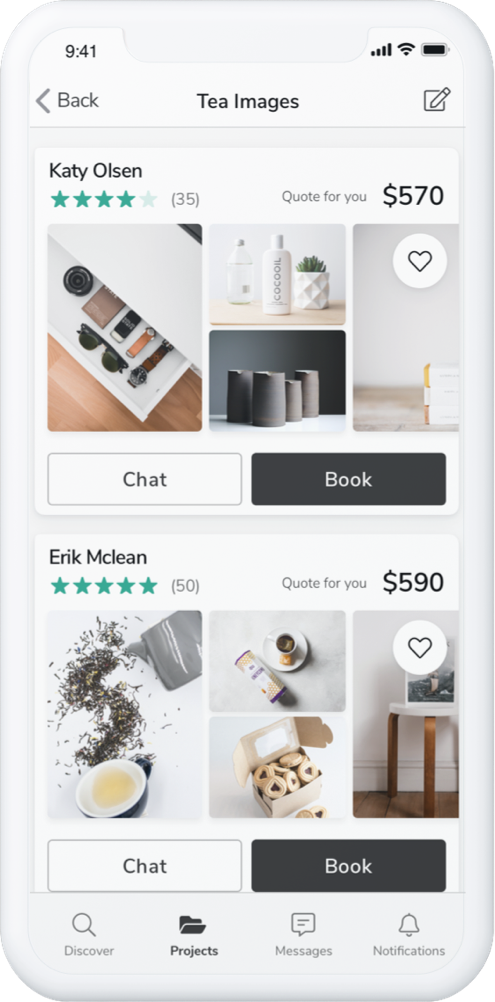 9:41
Back
Tea Images
Katy Olsen
(35)
Quote for you $570
COCOOIL
Chat
Book
Erik Mclean
(50)
Quote for you $590
Chat
Book
Discover
Projects
Messages
Notifications